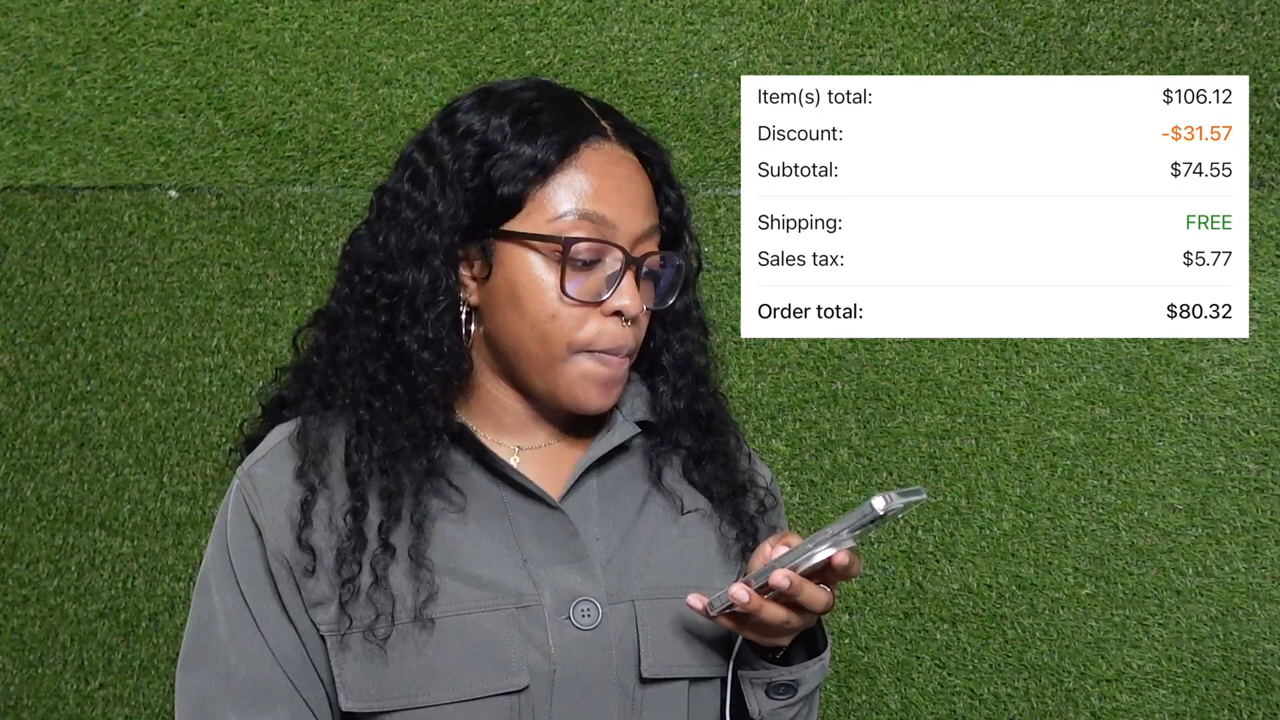 Item(s) total: $106.12
Discount: -$31.57
Subtotal: $74.55
Shipping: FREE
Sales tax: $5.77
Order total: $80.32